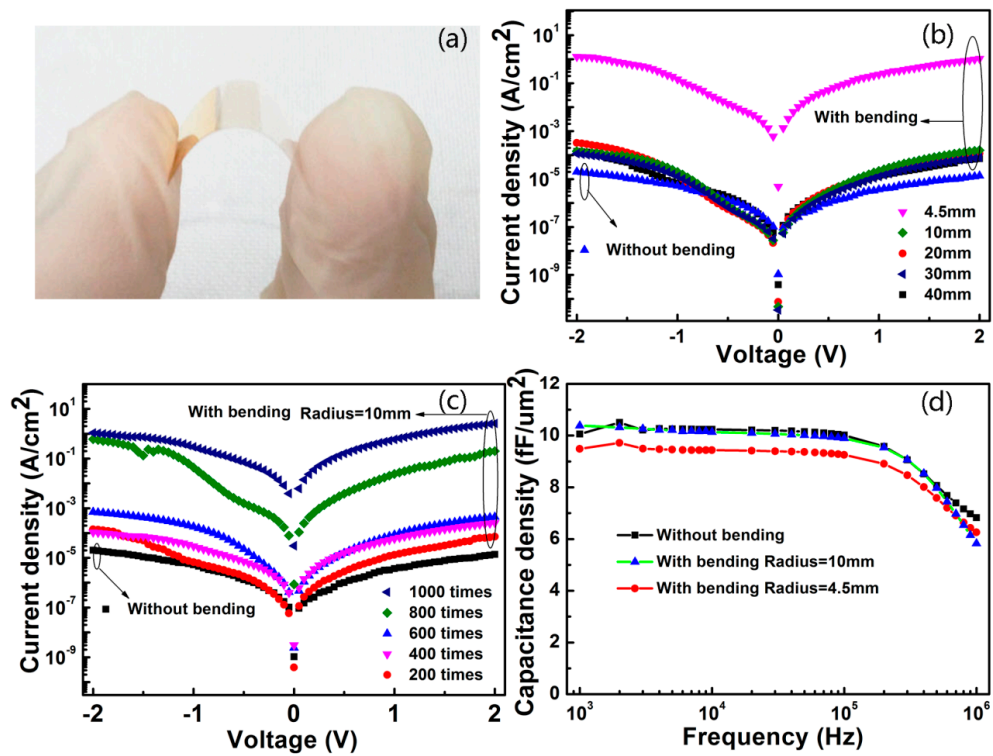 (a)
(b)
Current density (A/cm²)
10¹
10⁻¹
10⁻³
10⁻⁵
10⁻⁷
10⁻⁹
With bending
Without bending
4.5mm
10mm
20mm
30mm
40mm
-2 -1 0 1 2
Voltage (V)
(c)
Current density (A/cm²)
10¹
10⁻¹
10⁻³
10⁻⁵
10⁻⁷
10⁻⁹
With bending Radius=10mm
Without bending
1000 times
800 times
600 times
400 times
200 times
-2 -1 0 1 2
Voltage (V)
(d)
Capacitance density (fF/um²)
12
10
8
6
4
2
0
Without bending
With bending Radius=10mm
With bending Radius=4.5mm
10³ 10⁴ 10⁵ 10⁶
Frequency (Hz)